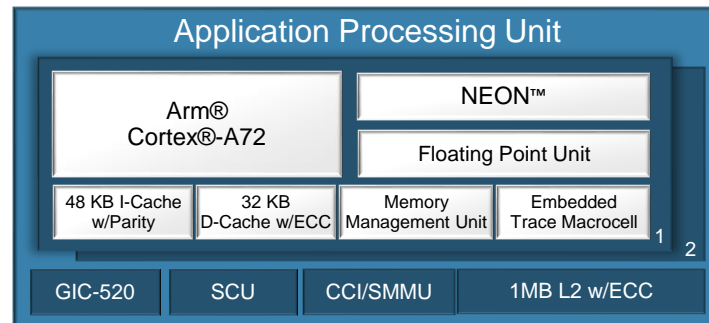 Application Processing Unit
Arm®
Cortex®-A72
NEON™
Floating Point Unit
48 KB I-Cache
w/Parity
32 KB
D-Cache w/ECC
Memory
Management Unit
Embedded
Trace Macrocell
1
2
GIC-520
SCU
CCI/SMMU
1MB L2 w/ECC